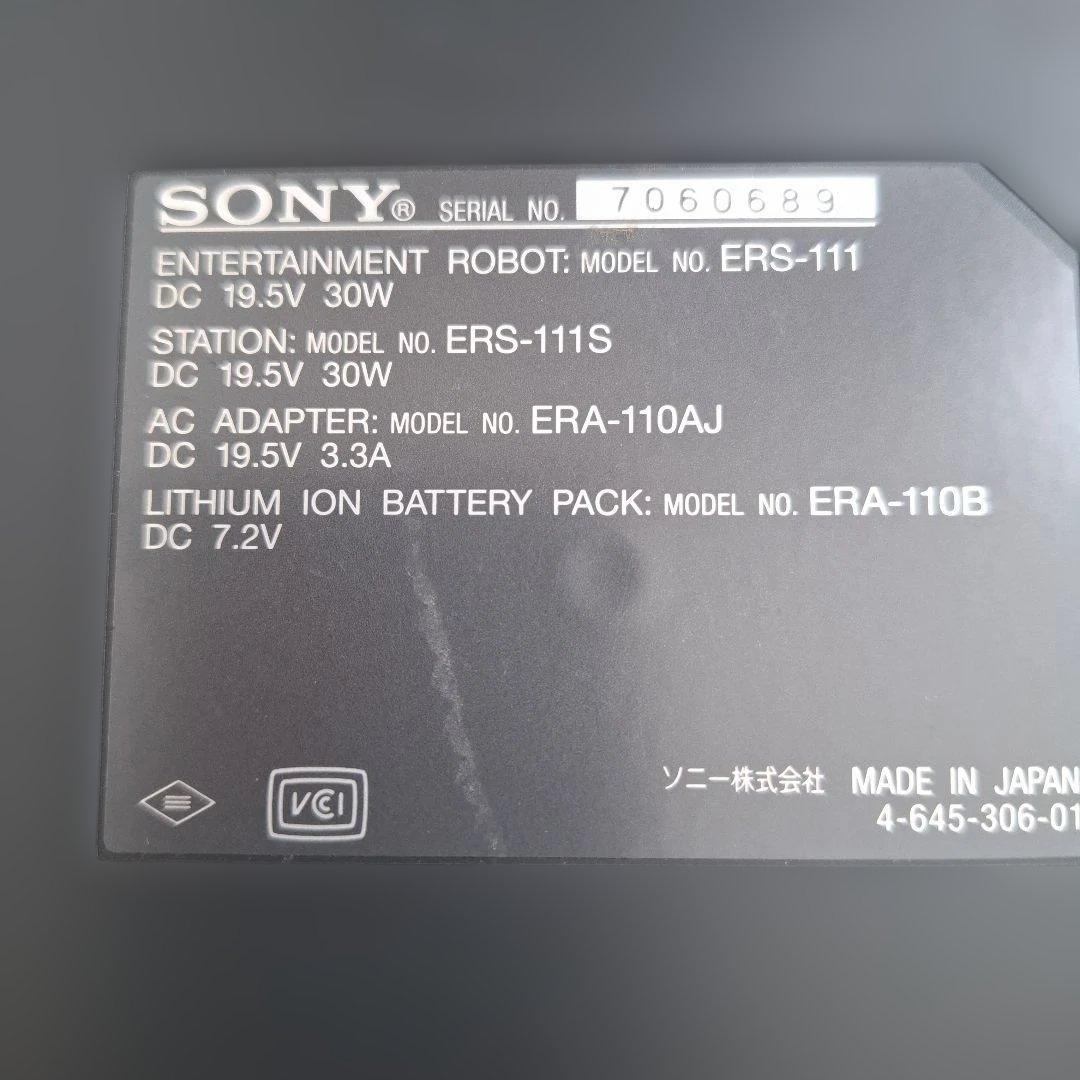 SONY® SERIAL NO. 7060689
ENTERTAINMENT ROBOT: MODEL NO. ERS-111
DC 19.5V 30W
STATION: MODEL NO. ERS-111S
DC 19.5V 30W
AC ADAPTER: MODEL NO. ERA-110AJ
DC 19.5V 3.3A
LITHIUM ION BATTERY PACK: MODEL NO. ERA-110B
DC 7.2V
VCCI
ソニー株式会社 MADE IN JAPAN
4-645-306-01